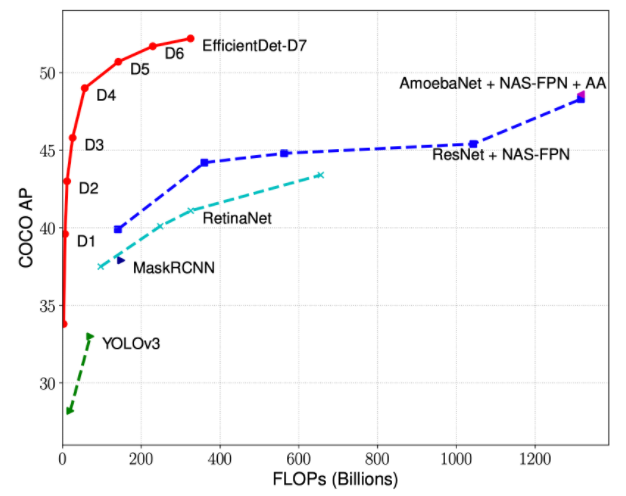 EfficientDet-D7
D6
D5
AmoebaNet + NAS-FPN + AA
D4
D3
ResNet + NAS-FPN
D2
RetinaNet
D1
MaskRCNN
YOLOv3
COCO AP
50
45
40
35
30
0 200 400 600 800 1000 1200
FLOPs (Billions)